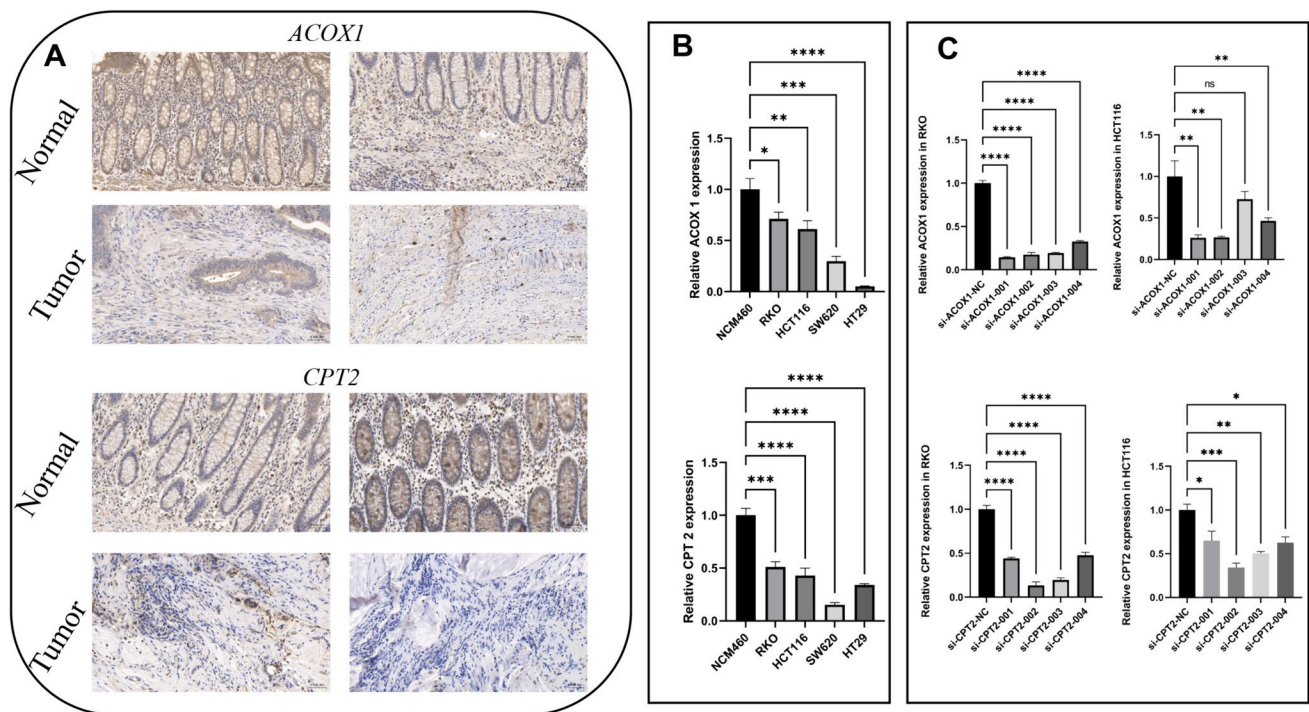 A
ACOX1
Normal
Tumor
CPT2
Normal
Tumor
B
Relative ACOX 1 expression
1.5
1.0
0.5
0.0
*
**
***
****
NCM460
RKO
HCT116
SW620
HT29
Relative CPT 2 expression
1.5
1.0
0.5
0.0
***
****
****
****
NCM460
RKO
HCT116
SW620
HT29
C
Relative ACOX1 expression in RKO
1.5
1.0
0.5
0.0
****
****
****
****
si-ACOX1-NC
si-ACOX1-001
si-ACOX1-002
si-ACOX1-003
si-ACOX1-004
Relative ACOX1 expression in HCT116
1.5
1.0
0.5
0.0
**
**
ns
**
si-ACOX1-NC
si-ACOX1-001
si-ACOX1-002
si-ACOX1-003
si-ACOX1-004
Relative CPT2 expression in RKO
1.5
1.0
0.5
0.0
****
****
****
****
si-CPT2-NC
si-CPT2-001
si-CPT2-002
si-CPT2-003
si-CPT2-004
Relative CPT2 expression in HCT116
1.5
1.0
0.5
0.0
*
***
**
*
si-CPT2-NC
si-CPT2-001
si-CPT2-002
si-CPT2-003
si-CPT2-004